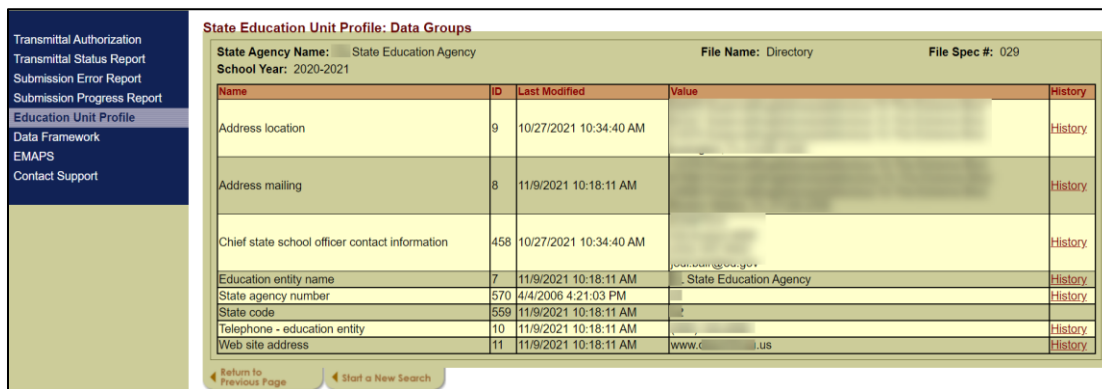 Transmittal Authorization
Transmittal Status Report
Submission Error Report
Submission Progress Report
Education Unit Profile
Data Framework
EMAPS
Contact Support
State Education Unit Profile: Data Groups
State Agency Name: State Education Agency File Name: Directory File Spec #: 029
School Year: 2020-2021
Name ID Last Modified Value History
Address location 9 10/27/2021 10:34:40 AM History
Address mailing 8 11/9/2021 10:18:11 AM History
Chief state school officer contact information 458 10/27/2021 10:34:40 AM History
Education entity name 7 11/9/2021 10:18:11 AM State Education Agency History
State agency number 570 4/4/2006 4:21:03 PM History
State code 559 11/9/2021 10:18:11 AM
Telephone - education entity 10 11/9/2021 10:18:11 AM History
Web site address 11 11/9/2021 10:18:11 AM www. .us History
Return to
Previous Page
Start a New Search